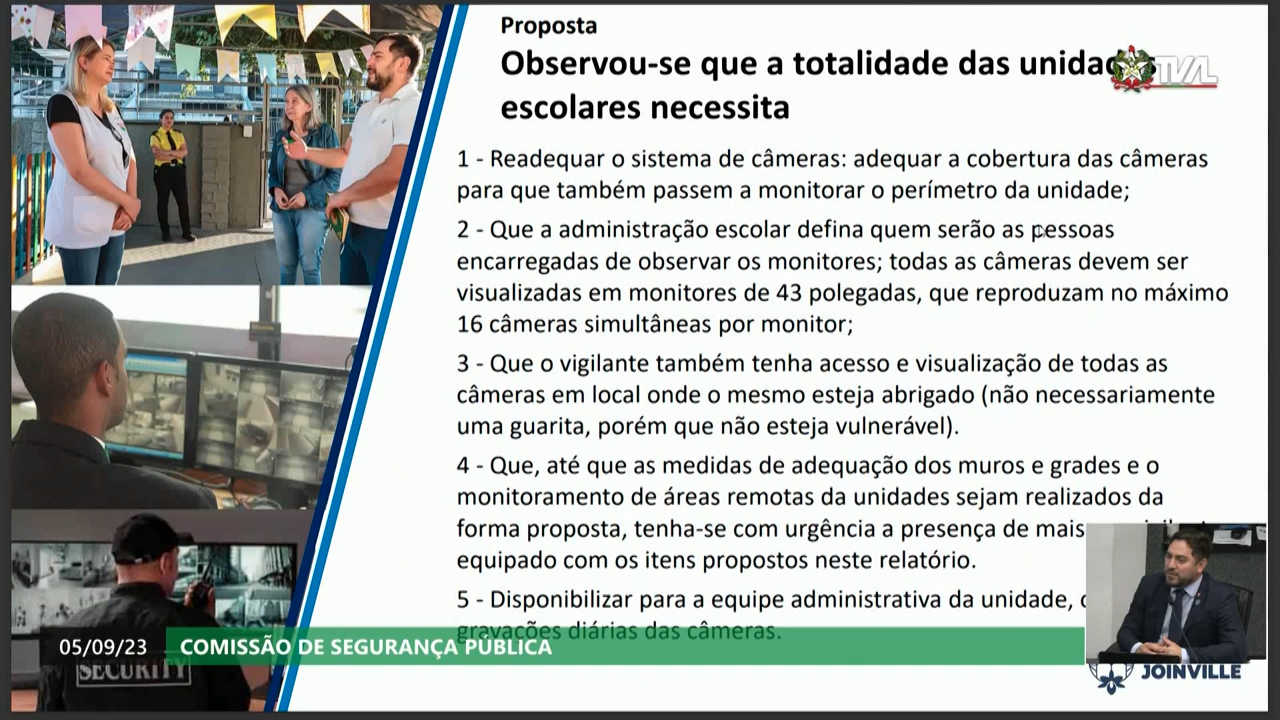 Proposta
Observou-se que a totalidade das unidades
escolares necessita
TVAL
1 - Readequar o sistema de câmeras: adequar a cobertura das câmeras
para que também passem a monitorar o perímetro da unidade;
2 - Que a administração escolar defina quem serão as pessoas
encarregadas de observar os monitores; todas as câmeras devem ser
visualizadas em monitores de 43 polegadas, que reproduzam no máximo
16 câmeras simultâneas por monitor;
3 - Que o vigilante também tenha acesso e visualização de todas as
câmeras em local onde o mesmo esteja abrigado (não necessariamente
uma guarita, porém que não esteja vulnerável).
4 - Que, até que as medidas de adequação dos muros e grades e o
monitoramento de áreas remotas da unidades sejam realizados da
forma proposta, tenha-se com urgência a presença de mais
equipado com os itens propostos neste relatório.
5 - Disponibilizar para a equipe administrativa da unidade,
gravações diárias das câmeras.
05/09/23 COMISSÃO DE SEGURANÇA PÚBLICA
SECURITY
JOINVILLE